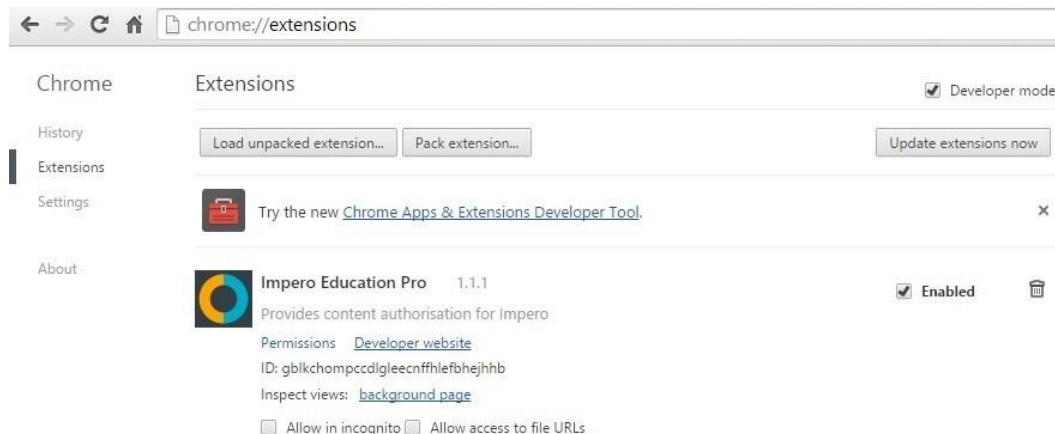 chrome://extensions
Chrome
Extensions
Developer mode
History
Extensions
Settings
About
Load unpacked extension... Pack extension... Update extensions now
Try the new Chrome Apps & Extensions Developer Tool.
Impero Education Pro 1.1.1
Enabled
Provides content authorisation for Impero
Permissions Developer website
ID: gblkchompccdlgleecnffhlefbhejhhb
Inspect views: background page
Allow in incognito Allow access to file URLs